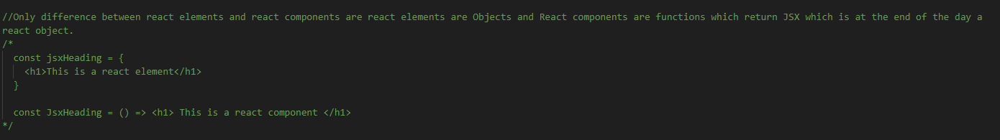 //Only difference between react elements and react components are react elements are Objects and React components are functions which return JSX which is at the end of the day a
react object.
/*
  const jsxHeading = {
    <h1>This is a react element</h1>
  }

  const JsxHeading = () => <h1> This is a react component </h1>
*/